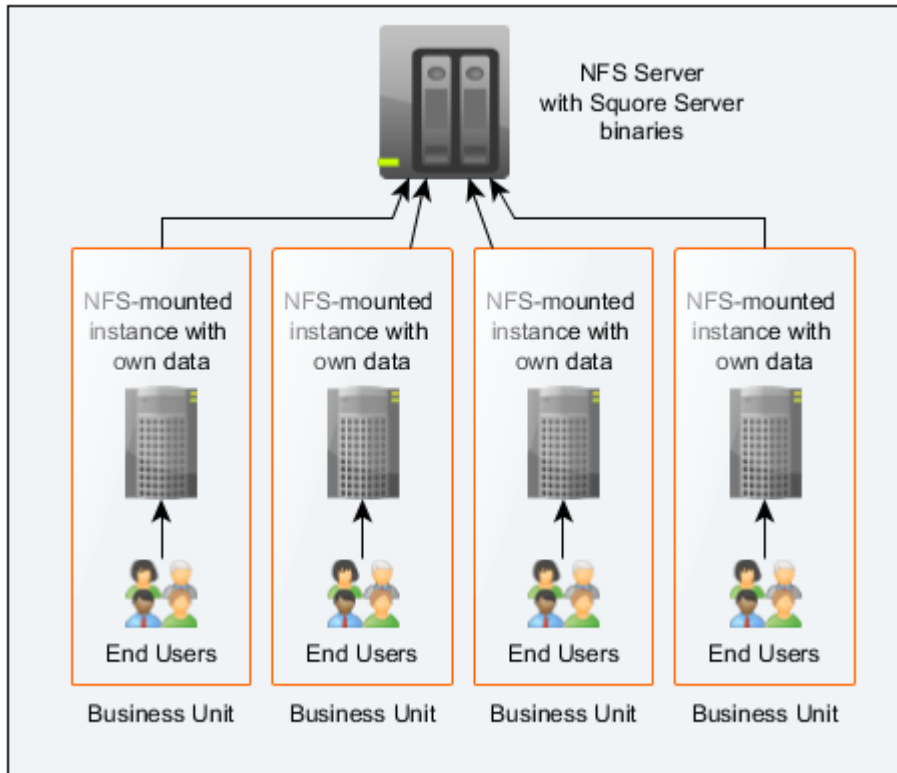 NFS Server
with Squore Server
binaries
NFS-mounted
instance with
own data
NFS-mounted
instance with
own data
NFS-mounted
instance with
own data
NFS-mounted
instance with
own data
End Users
End Users
End Users
End Users
Business Unit
Business Unit
Business Unit
Business Unit